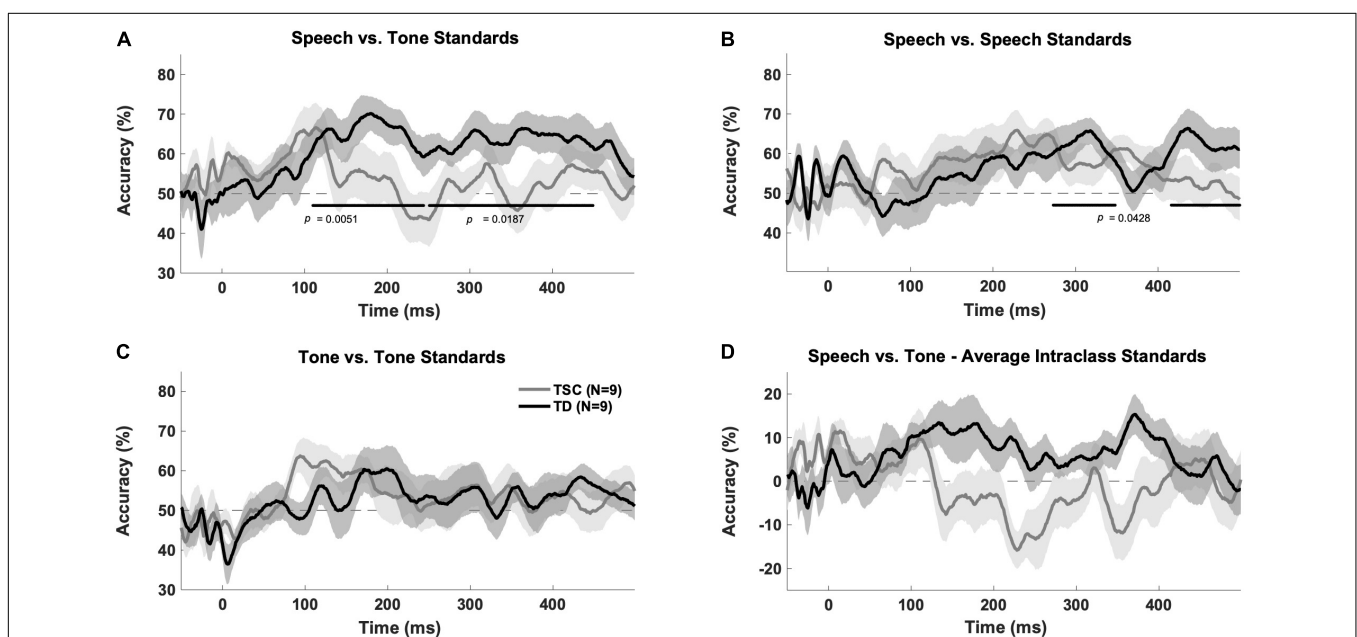 A
Speech vs. Tone Standards
80
70
60
50
40
30
Accuracy (%)
p = 0.0051
p = 0.0187
0 100 200 300 400
Time (ms)
B
Speech vs. Speech Standards
80
70
60
50
40
Accuracy (%)
p = 0.0428
0 100 200 300 400
Time (ms)
C
Tone vs. Tone Standards
TSC (N=9)
TD (N=9)
80
70
60
50
40
30
Accuracy (%)
0 100 200 300 400
Time (ms)
D
Speech vs. Tone - Average Intraclass Standards
20
10
0
-10
-20
Accuracy (%)
0 100 200 300 400
Time (ms)